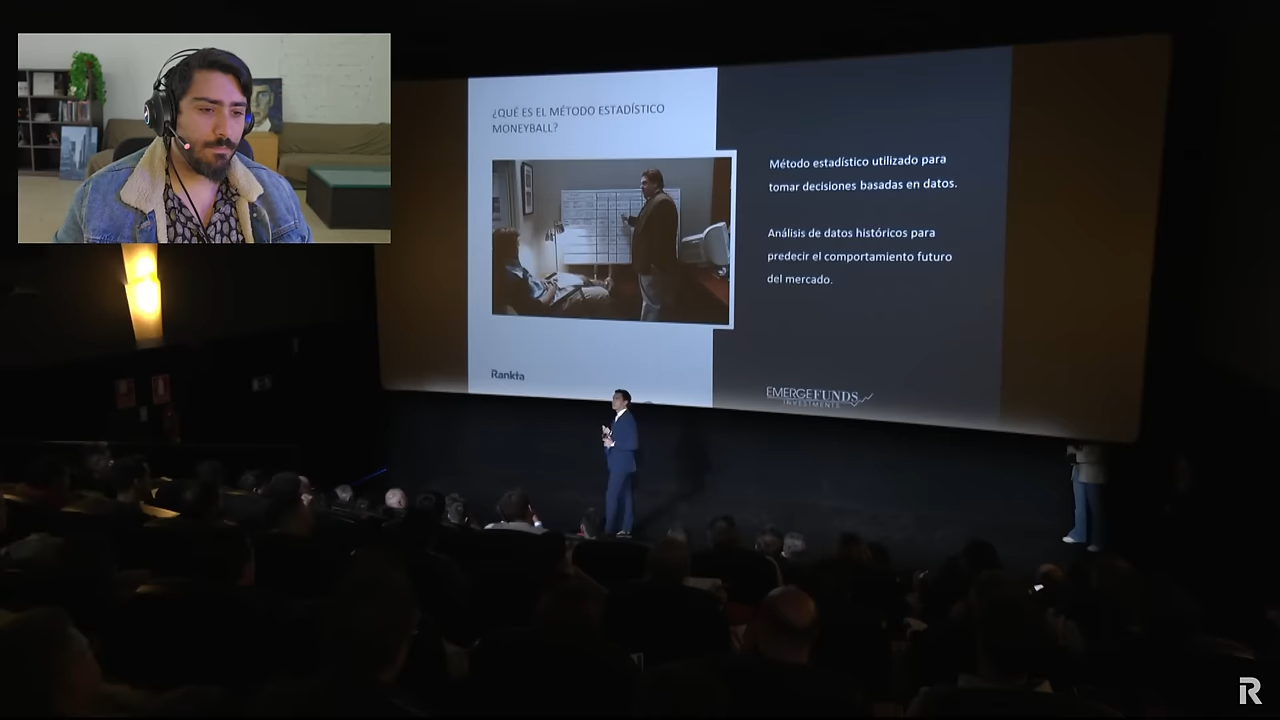 ¿QUÉ ES EL MÉTODO ESTADÍSTICO
MONEYBALL?
Método estadístico utilizado para
tomar decisiones basadas en datos.
Análisis de datos históricos para
predecir el comportamiento futuro
del mercado.
Rankia
EMERGEFUNDS
INVESTMENTS
R